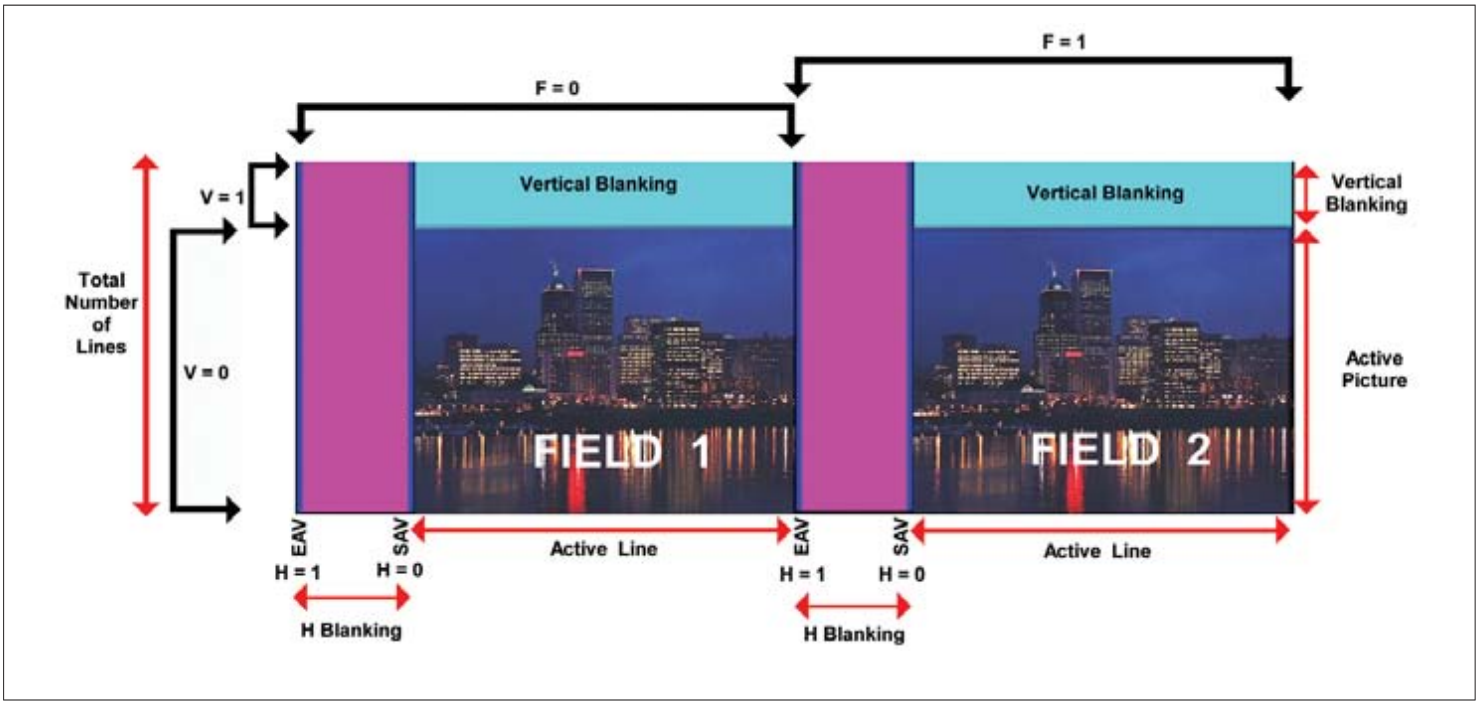 F = 1
F = 0
Vertical Blanking
Vertical Blanking
Vertical
Blanking
V = 1
Total
Number
of
Lines
V = 0
Active
Picture
FIELD 1
FIELD 2
EAV
SAV
Active Line
EAV
SAV
Active Line
H = 1
H = 0
H = 1
H = 0
H Blanking
H Blanking